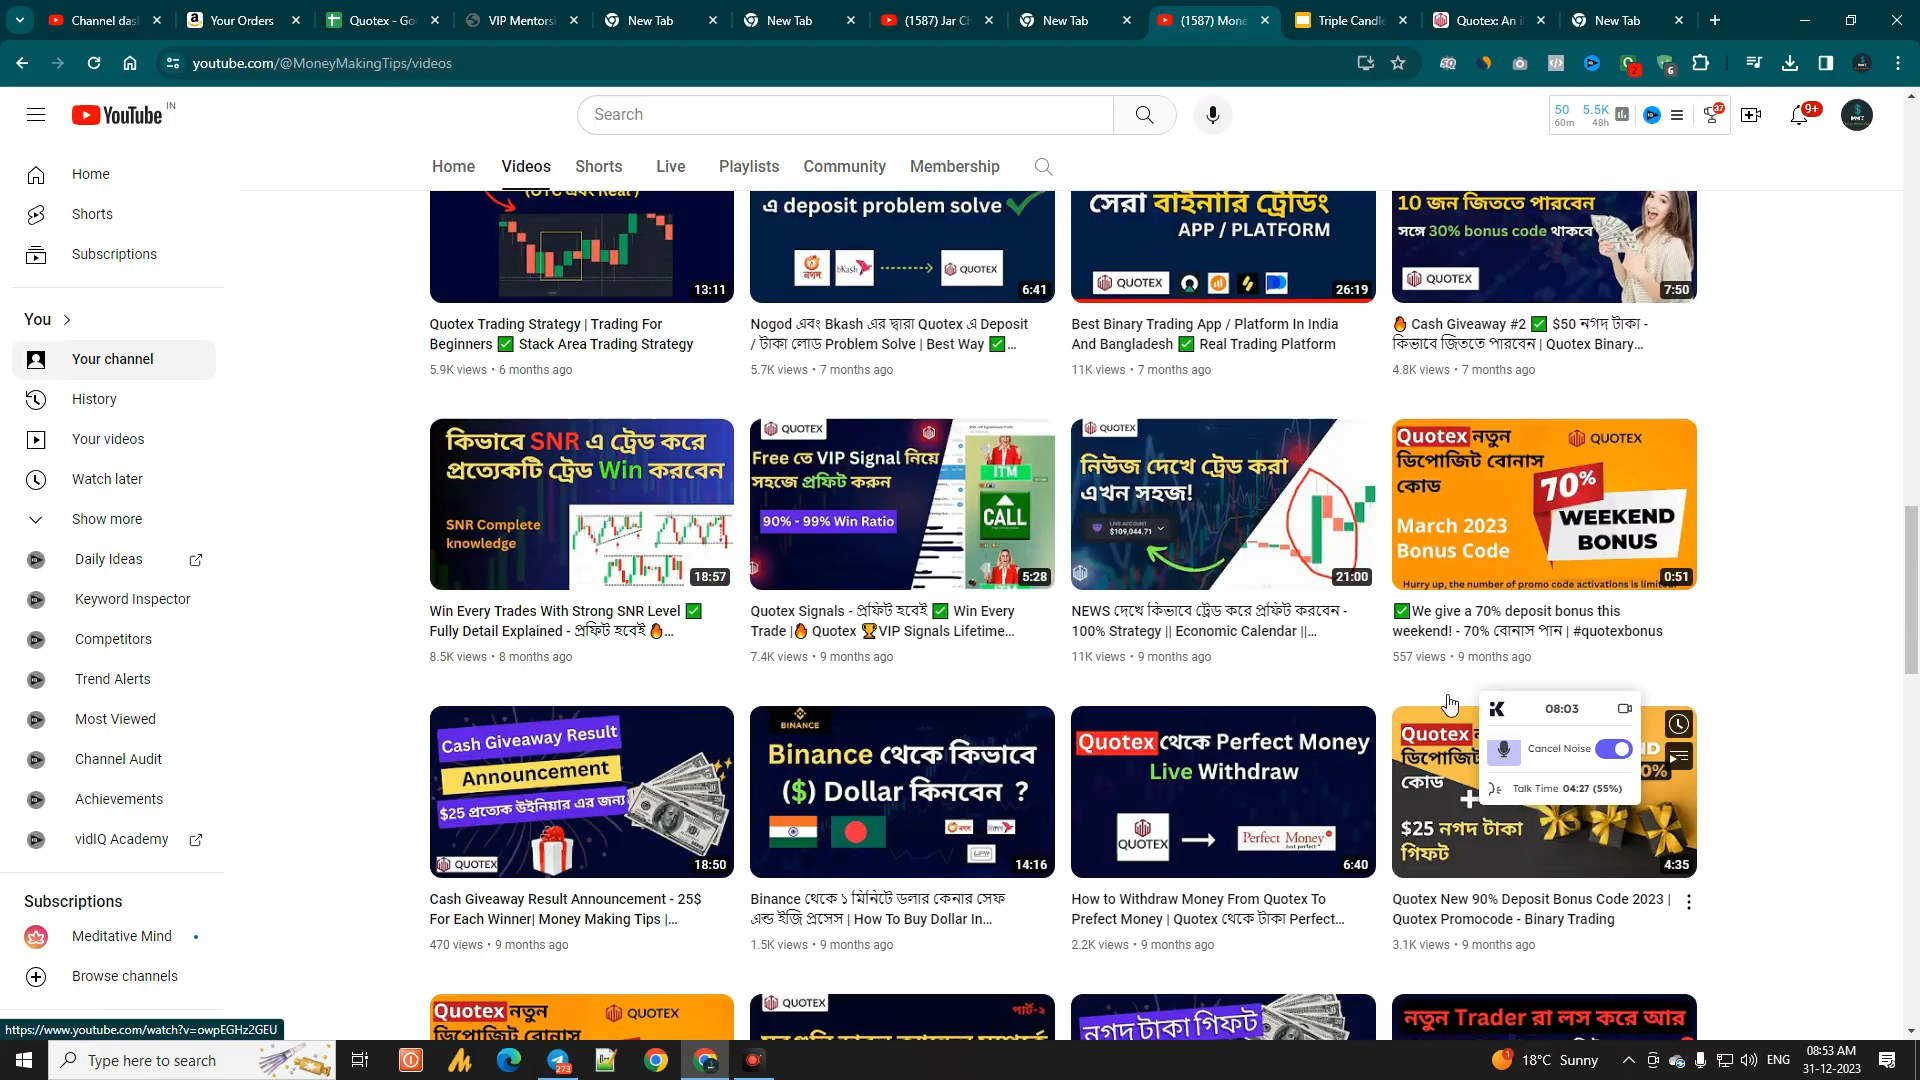 Channel das
Your Orders
Quotex - Goo
VIP Mentors
New Tab
New Tab
(1587) Jar Ch
New Tab
(1587) Mone
Triple Candle
Quotex: An i
New Tab
youtube.com/@MoneyMakingTips/videos
2
6
YouTube IN
Search
50 5.5K
60m 48h
37
9+
Home
Videos
Shorts
Live
Playlists
Community
Membership
Home
Shorts
Subscriptions
You
Your channel
History
Your videos
Watch later
Show more
Daily Ideas
Keyword Inspector
Competitors
Trend Alerts
Most Viewed
Channel Audit
Achievements
vidIQ Academy
Subscriptions
Meditative Mind
Browse channels
(OTC এবং Real )
13:11
এ deposit problem solve
নগদ bKash QUOTEX
6:41
সেরা বাইনারি ট্রেডিং
APP / PLATFORM
QUOTEX
26:19
10 জন জিততে পারবেন
সঙ্গে 30% bonus code থাকবে
QUOTEX
7:50
Quotex Trading Strategy | Trading For
Beginners ✅ Stack Area Trading Strategy
5.9K views • 6 months ago
Nogod এবং Bkash এর দ্বারা Quotex এ Deposit
/ টাকা লোড Problem Solve | Best Way ✅...
5.7K views • 7 months ago
Best Binary Trading App / Platform In India
And Bangladesh ✅ Real Trading Platform
11K views • 7 months ago
🔥 Cash Giveaway #2 ✅ $50 নগদ টাকা -
কিভাবে জিততে পারবেন | Quotex Binary...
4.8K views • 7 months ago
কিভাবে SNR এ ট্রেড করে
প্রত্যেকটি ট্রেড Win করবেন
SNR Complete
knowledge
18:57
QUOTEX
Free তে VIP Signal নিয়ে
সহজে প্রফিট করুন
90% - 99% Win Ratio
ITM
CALL
ITM
5:28
QUOTEX
নিউজ দেখে ট্রেড করা
এখন সহজ!
LIVE ACCOUNT
$109,044.71
21:00
Quotex নতুন
ডিপোজিট বোনাস
কোড
QUOTEX
70%
WEEKEND
BONUS
March 2023
Bonus Code
Hurry up, the number of promo code activations is limited
0:51
Win Every Trades With Strong SNR Level ✅
Fully Detail Explained - প্রফিট হবেই 🔥...
8.5K views • 8 months ago
Quotex Signals - প্রফিট হবেই ✅ Win Every
Trade |🔥 Quotex 🏆VIP Signals Lifetime...
7.4K views • 9 months ago
NEWS দেখে কিভাবে ট্রেড করে প্রফিট করবেন -
100% Strategy || Economic Calendar ||...
11K views • 9 months ago
✅We give a 70% deposit bonus this
weekend! - 70% বোনাস পান | #quotexbonus
557 views • 9 months ago
Cash Giveaway Result
Announcement
$25 প্রত্যেক উইনিয়ার এর জন্য
QUOTEX
18:50
BINANCE
Binance থেকে কিভাবে
($) Dollar কিনবেন ?
14:16
Quotex থেকে Perfect Money
Live Withdraw
QUOTEX
Perfect Money
6:40
Quotex
ডিপোজিট
কোড
+
$25 নগদ টাকা
গিফট
4:35
08:03
Cancel Noise
Talk Time 04:27 (55%)
Cash Giveaway Result Announcement - 25$
For Each Winner| Money Making Tips |...
470 views • 9 months ago
Binance থেকে ১ মিনিটে ডলার কেনার সেফ
এন্ড ইজি প্রসেস | How To Buy Dollar In...
1.5K views • 9 months ago
How to Withdraw Money From Quotex To
Prefect Money | Quotex থেকে টাকা Perfect...
2.2K views • 9 months ago
Quotex New 90% Deposit Bonus Code 2023 |
Quotex Promocode - Binary Trading
3.1K views • 9 months ago
Quotex নতুন
ডিপোজিট বোনাস
QUOTEX
QUOTEX
পার্ট-২
নগদ টাকা গিফট
নতুন Trader রা লস করে আর
https://www.youtube.com/watch?v=owpEGHz2GEU
Type here to search
273
1
18°C Sunny
ENG
08:53 AM
31-12-2023